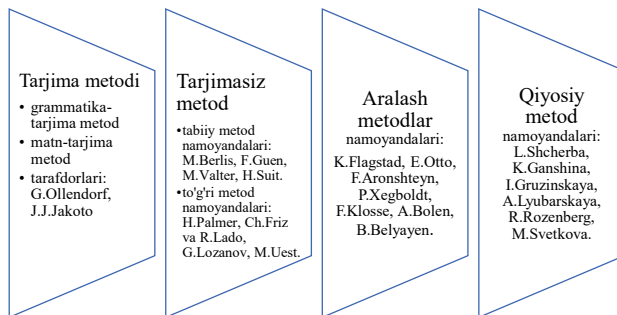 Tarjima metodi
• grammatika-
tarjima metod
• matn-tarjima
metod
• tarafdorlari:
G.Ollendorf,
J.J.Jakoto
Tarjimasiz
metod
•tabiiy metod
namoyandalari:
M.Berlis, F.Guen,
M.Valter, H.Suit.
•to'g'ri metod
namoyandalari:
H.Palmer, Ch.Friz
va R.Lado,
G.Lozanov, M.Uest.
Aralash
metodlar
namoyandalari:
K.Flagstad, E.Otto,
F.Aronshteyn,
P.Xegboldt,
F.Klosse, A.Bolen,
B.Belyayen.
Qiyosiy
metod
namoyandalari:
L.Shcherba,
K.Ganshina,
I.Gruzinskaya,
A.Lyubarskaya,
R.Rozenberg,
M.Svetkova.